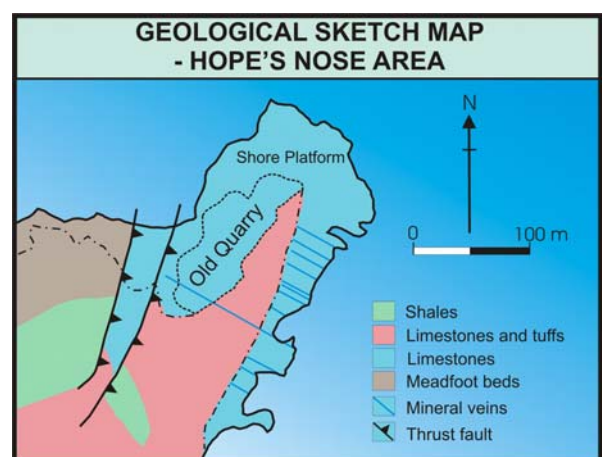 GEOLOGICAL SKETCH MAP
- HOPE'S NOSE AREA
N
Shore Platform
Old Quarry
0 100 m
Shales
Limestones and tuffs
Limestones
Meadfoot beds
Mineral veins
Thrust fault